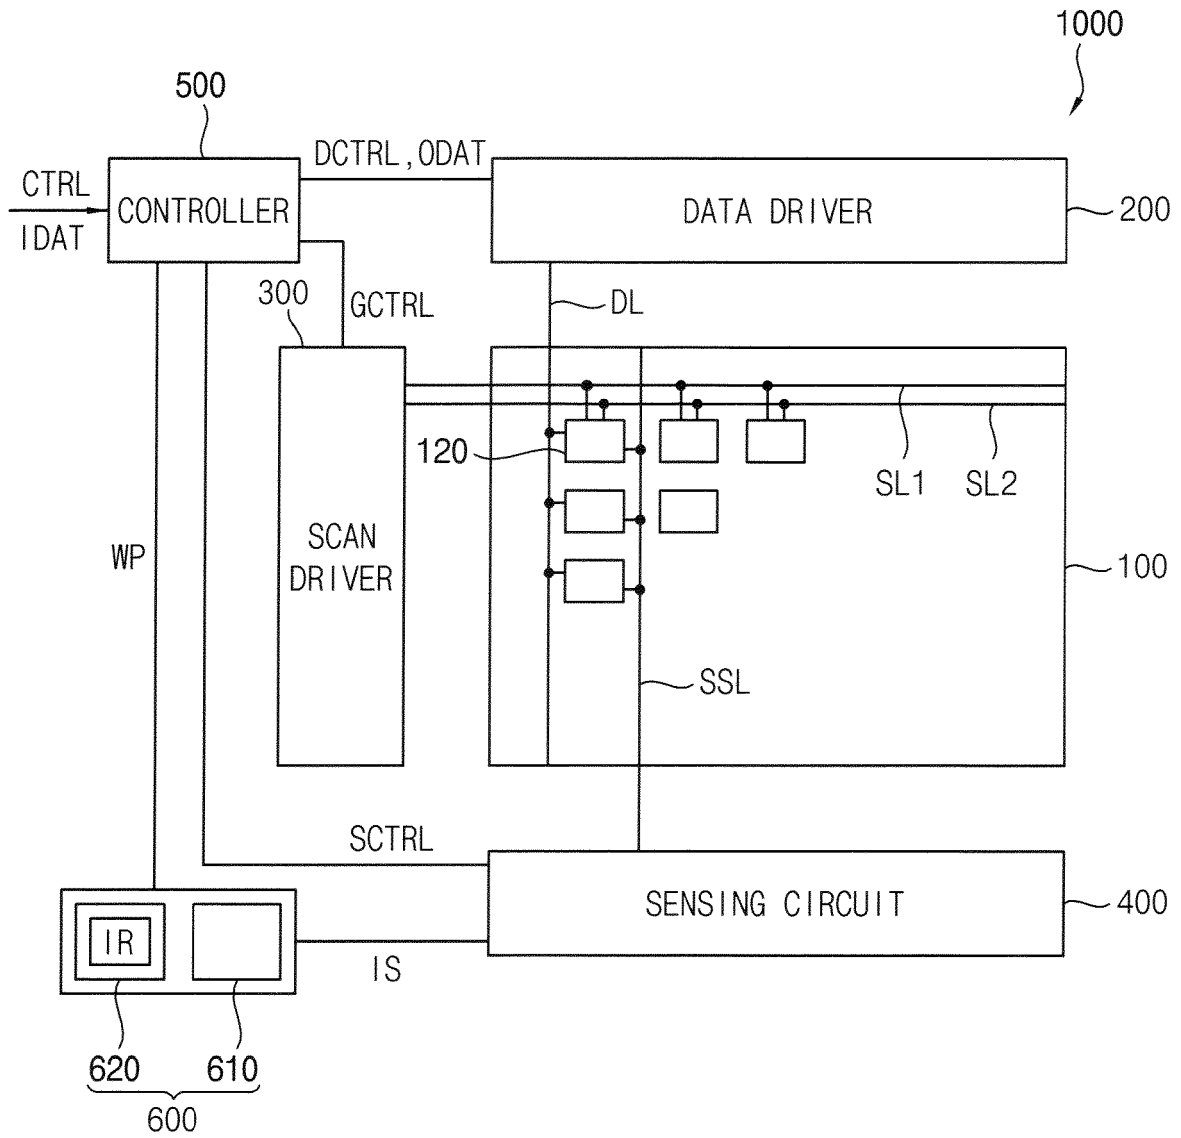 1000
500
DCTRL,ODAT
CTRL
CONTROLLER
DATA DRIVER
200
IDAT
300
GCTRL
DL
120
SL1
SL2
WP
SCAN
DRIVER
100
SSL
SCTRL
SENSING CIRCUIT
400
IR
IS
620
610
600